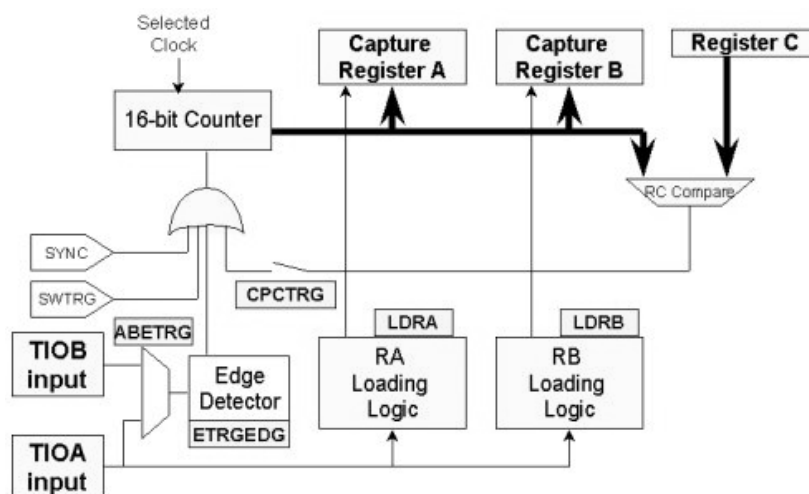 Selected
Clock
Capture
Register A
Capture
Register B
Register C
16-bit Counter
RC Compare
SYNC
SWTRG
CPCTRG
ABETRG
LDRA
LDRB
TIOB
input
Edge
Detector
ETRGEDG
RA
Loading
Logic
RB
Loading
Logic
TIOA
input